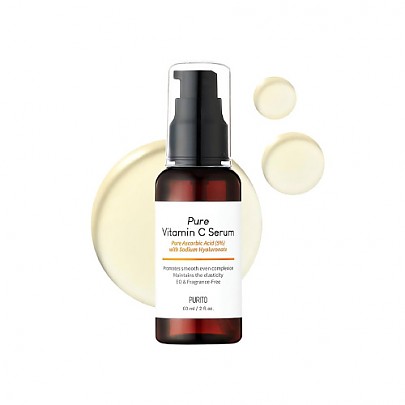 Pure
Vitamin C Serum
Pure Ascorbic Acid (5%)
with Sodium Hyaluronate
Promotes smooth even complexion
Maintains the elasticity
EO & Fragrance-Free
PURITO
60 ml / 2 fl. oz.